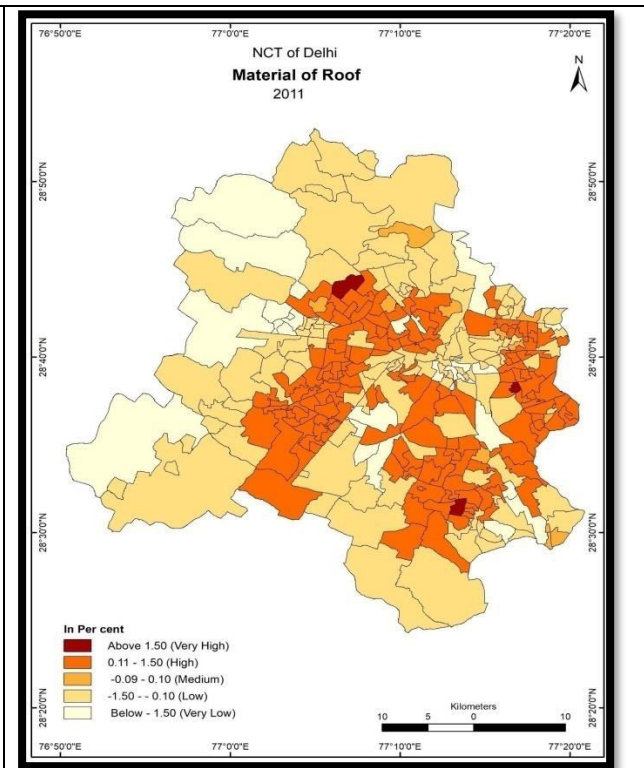 76°50'0"E 77°0'0"E 77°10'0"E 77°20'0"E
NCT of Delhi
Material of Roof
2011
N
28°50'0"N 28°50'0"N
28°40'0"N 28°40'0"N
28°30'0"N 28°30'0"N
28°20'0"N 28°20'0"N
In Per cent
Above 1.50 (Very High)
0.11 - 1.50 (High)
-0.09 - 0.10 (Medium)
-1.50 - - 0.10 (Low)
Below - 1.50 (Very Low)
Kilometers
10 5 0 10
76°50'0"E 77°0'0"E 77°10'0"E 77°20'0"E